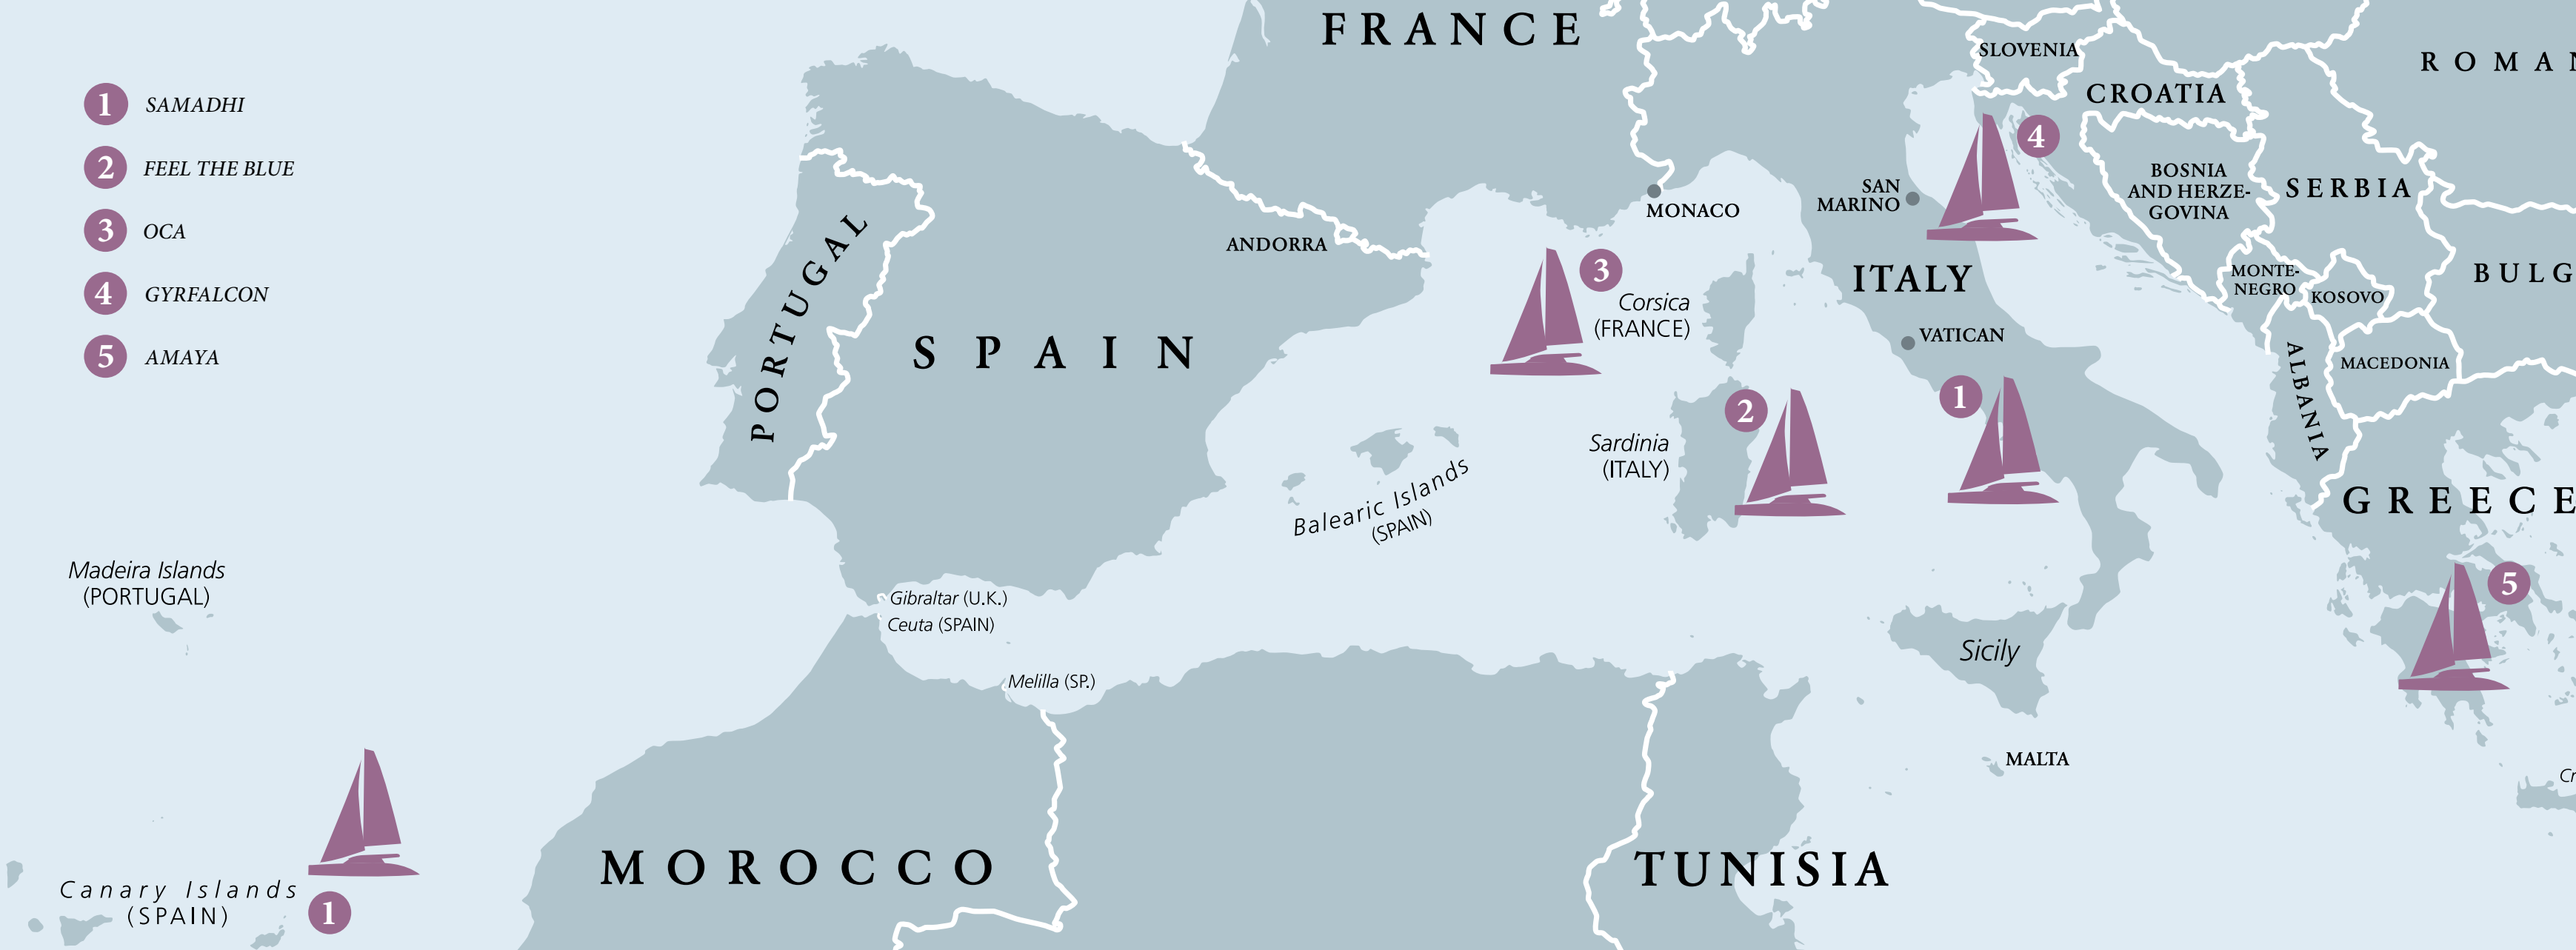 1 SAMADHI
2 FEEL THE BLUE
3 OCA
4 GYRFALCON
5 AMAYA
FRANCE
SLOVENIA
CROATIA
ROMAN
4
BOSNIA
AND HERZE-
GOVINA
SERBIA
SAN
MARINO
MONACO
ANDORRA
PORTUGAL
SPAIN
3
Corsica
(FRANCE)
ITALY
VATICAN
MONTE-
NEGRO
KOSOVO
BULG
MACEDONIA
ALBANIA
2
1
Sardinia
(ITALY)
Balearic Islands
(SPAIN)
GREECE
Madeira Islands
(PORTUGAL)
Gibraltar (U.K.)
Ceuta (SPAIN)
Melilla (SP.)
Sicily
5
MALTA
Cr
MOROCCO
TUNISIA
Canary Islands
(SPAIN)
1